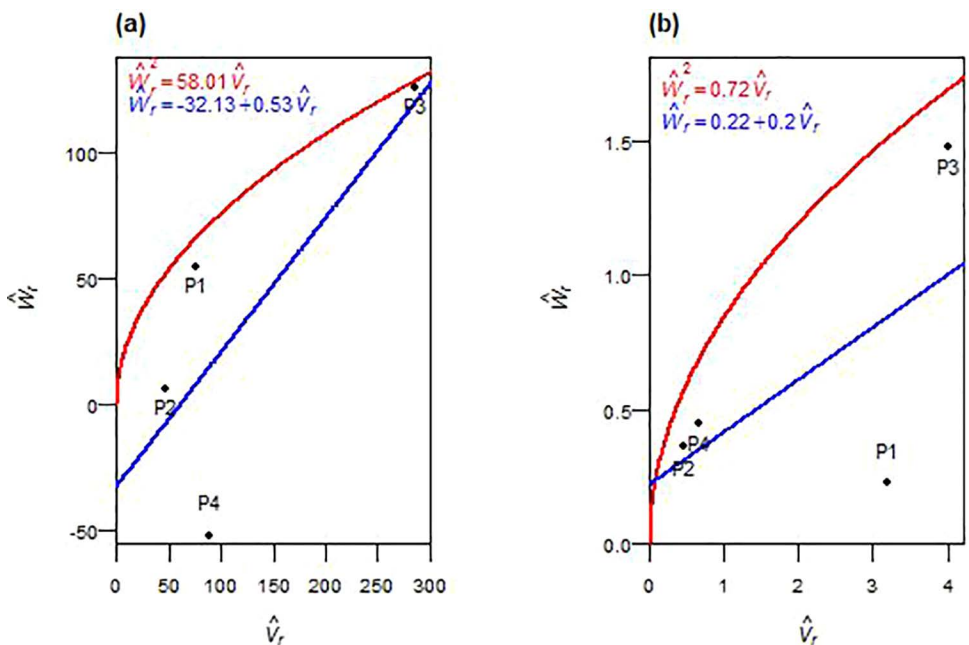 (a)
Ŵr² = 58.01 V̂r
Ŵr = -32.13 + 0.53 V̂r
100
50
0
-50
Ŵr
P3
P1
P2
P4
0 50 100 150 200 250 300
V̂r
(b)
Ŵr² = 0.72 V̂r
Ŵr = 0.22 + 0.2 V̂r
1.5
1.0
0.5
0.0
Ŵr
P3
P4
P2
P1
0 1 2 3 4
V̂r